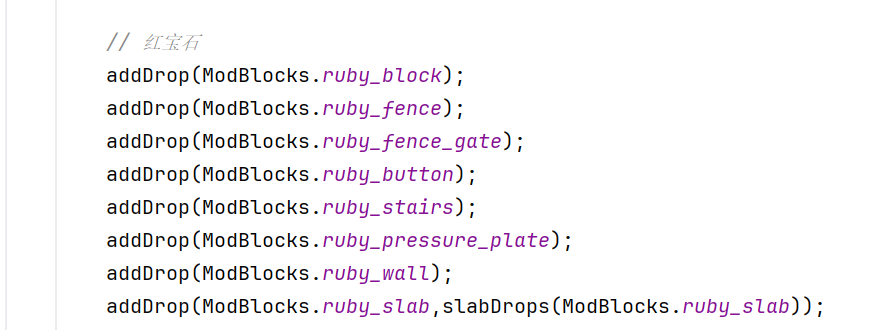 // 红宝石
addDrop(ModBlocks.ruby_block);
addDrop(ModBlocks.ruby_fence);
addDrop(ModBlocks.ruby_fence_gate);
addDrop(ModBlocks.ruby_button);
addDrop(ModBlocks.ruby_stairs);
addDrop(ModBlocks.ruby_pressure_plate);
addDrop(ModBlocks.ruby_wall);
addDrop(ModBlocks.ruby_slab,slabDrops(ModBlocks.ruby_slab));